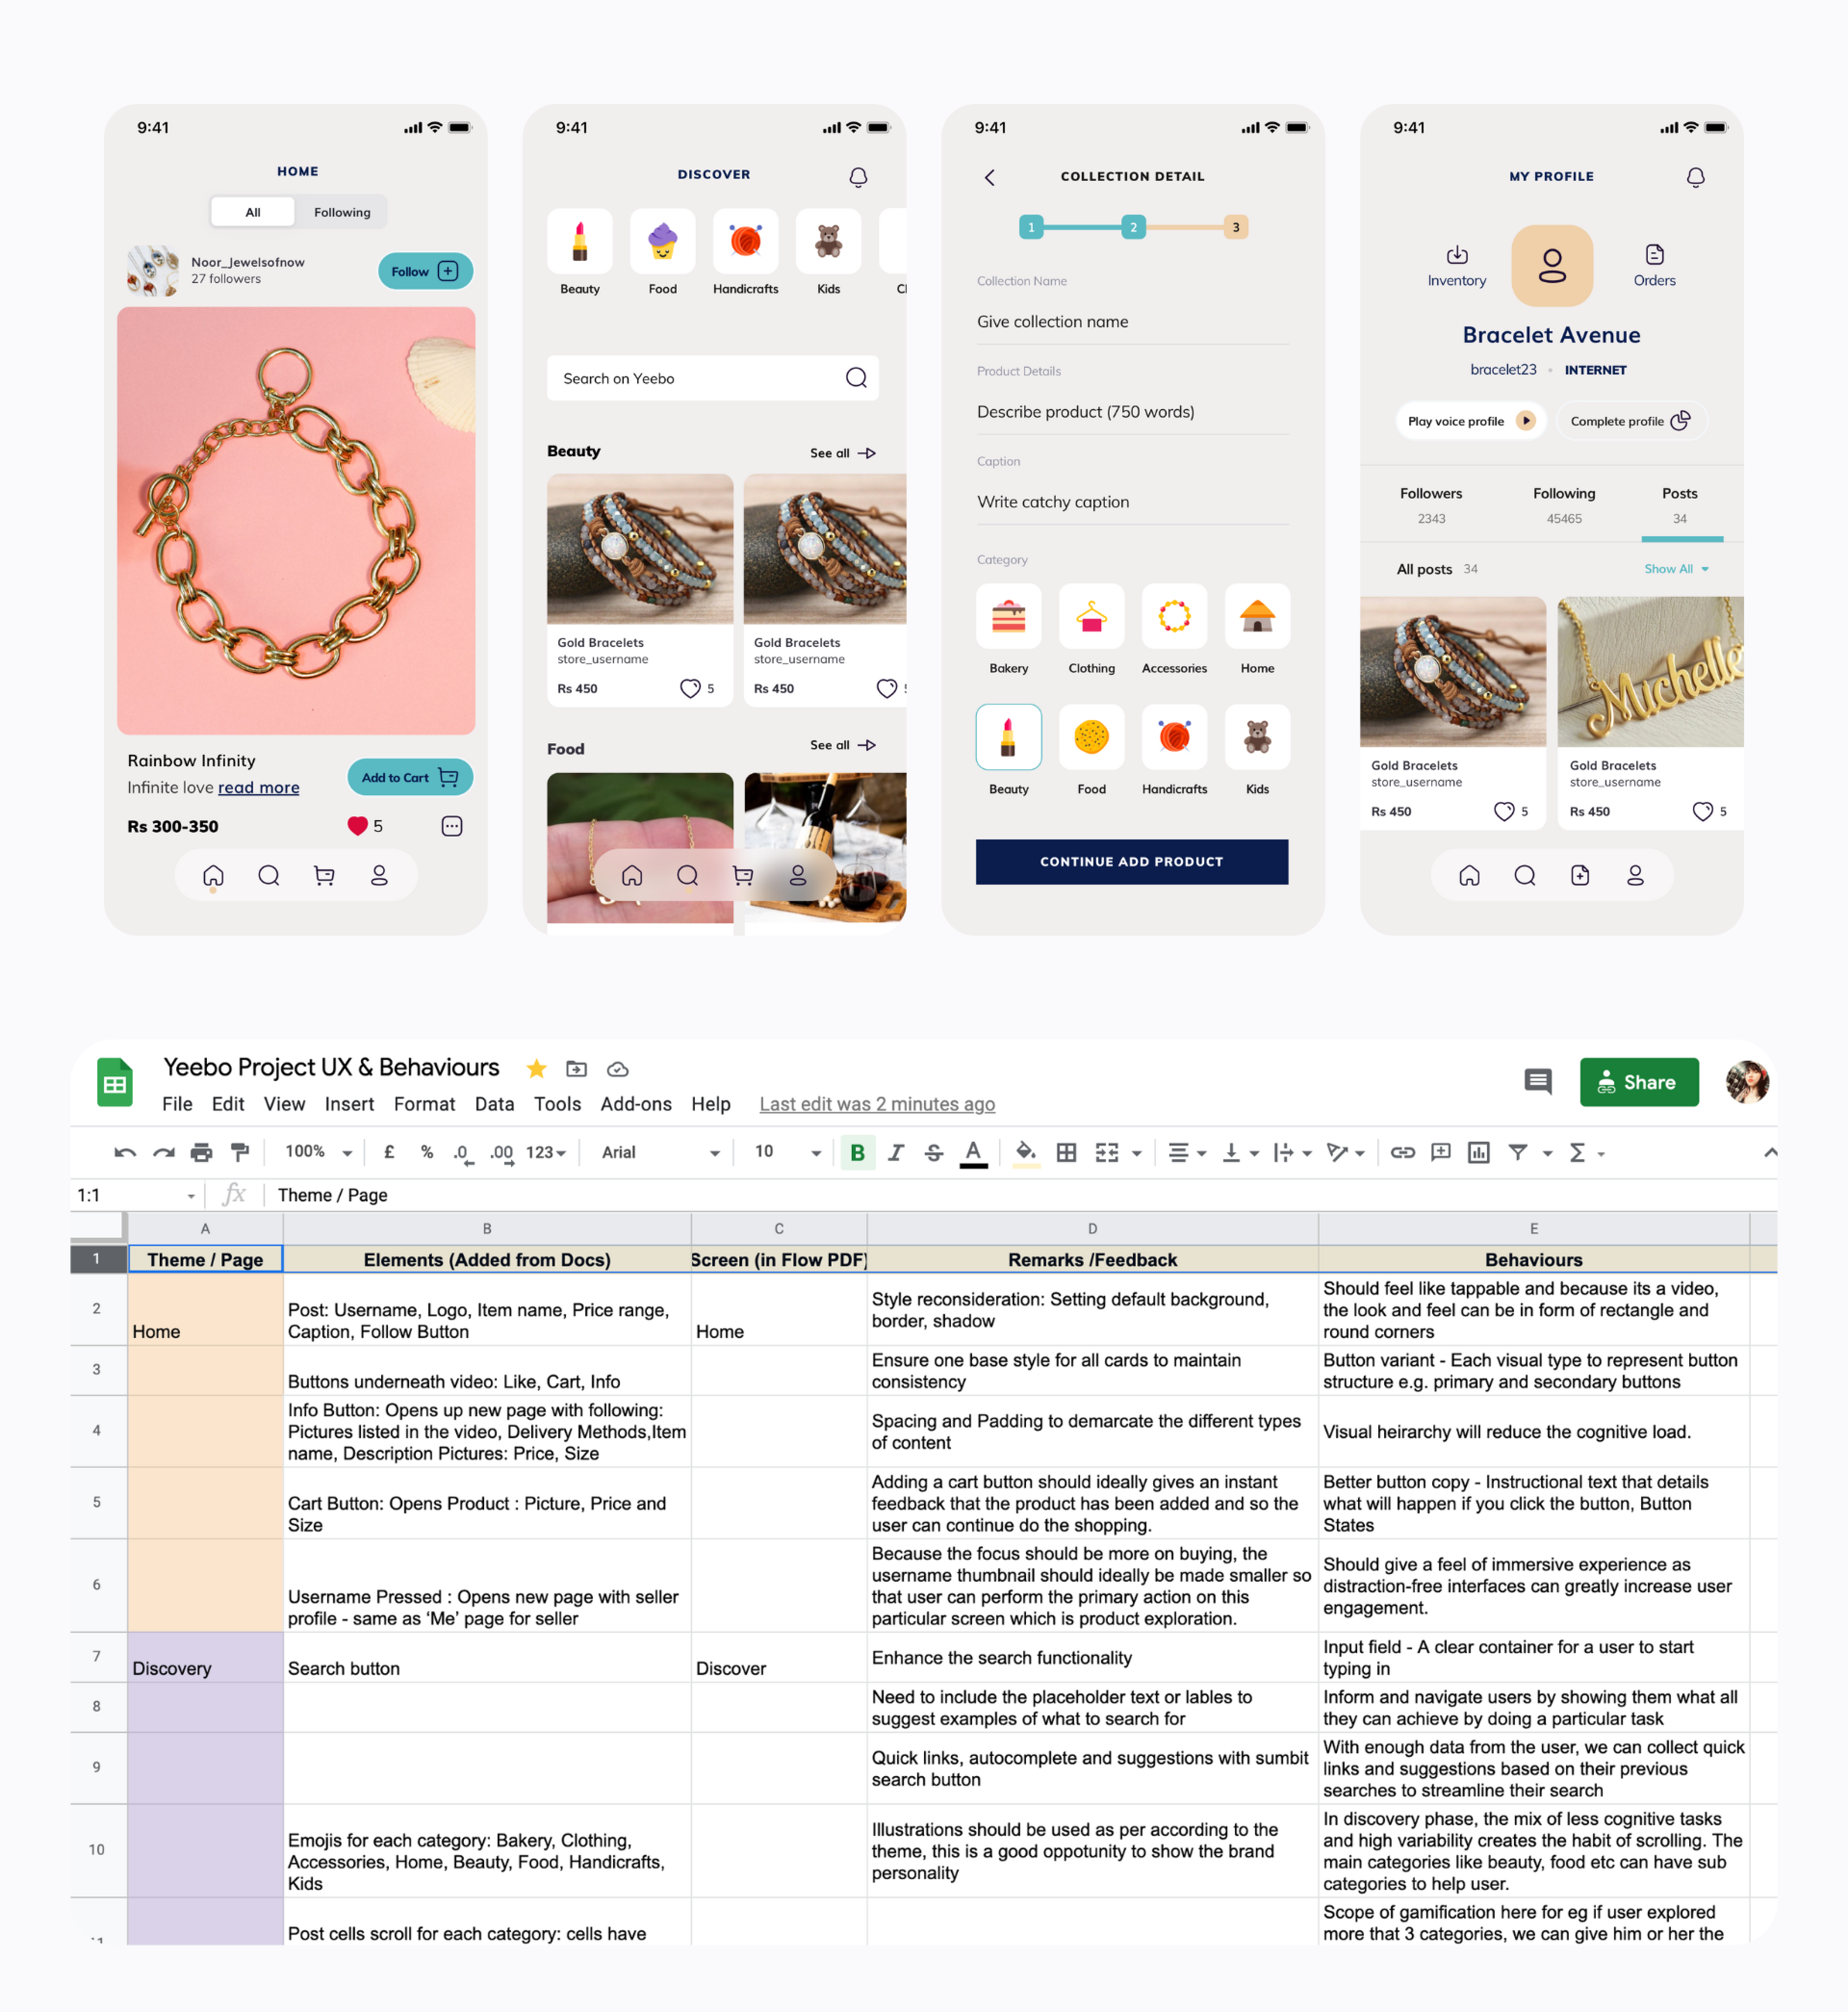 9:41
HOME
All Following
Noor_Jewelsofnow
27 followers
Follow
Rainbow Infinity
Infinite love read more
Add to Cart
Rs 300-350
5
9:41
DISCOVER
Beauty Food Handicrafts Kids Cl
Search on Yeebo
Beauty See all
Gold Bracelets
store_username
Rs 450 5
Gold Bracelets
store_username
Rs 450
Food See all
9:41
COLLECTION DETAIL
1 2 3
Collection Name
Give collection name
Product Details
Describe product (750 words)
Caption
Write catchy caption
Category
Bakery Clothing Accessories Home
Beauty Food Handicrafts Kids
CONTINUE ADD PRODUCT
9:41
MY PROFILE
Inventory
Orders
Bracelet Avenue
bracelet23 • INTERNET
Play voice profile
Complete profile
Followers Following Posts
2343 45465 34
All posts 34 Show All
Michelle
Gold Bracelets
store_username
Rs 450 5
Gold Bracelets
store_username
Rs 450 5
Yeebo Project UX & Behaviours
Share
File Edit View Insert Format Data Tools Add-ons Help Last edit was 2 minutes ago
100% £ % .0 .00 123 Arial 10 B I S A Σ
1:1 fx Theme / Page
A B C D E
1 Theme / Page Elements (Added from Docs) Screen (in Flow PDF) Remarks /Feedback Behaviours
2
Home
Post: Username, Logo, Item name, Price range,
Caption, Follow Button
Home
Style reconsideration: Setting default background,
border, shadow
Should feel like tappable and because its a video,
the look and feel can be in form of rectangle and
round corners
3
Buttons underneath video: Like, Cart, Info
Ensure one base style for all cards to maintain
consistency
Button variant - Each visual type to represent button
structure e.g. primary and secondary buttons
4
Info Button: Opens up new page with following:
Pictures listed in the video, Delivery Methods,Item
name, Description Pictures: Price, Size
Spacing and Padding to demarcate the different types
of content
Visual heirarchy will reduce the cognitive load.
5
Cart Button: Opens Product : Picture, Price and
Size
Adding a cart button should ideally gives an instant
feedback that the product has been added and so the
user can continue do the shopping.
Better button copy - Instructional text that details
what will happen if you click the button, Button
States
6
Username Pressed : Opens new page with seller
profile - same as ‘Me’ page for seller
Because the focus should be more on buying, the
username thumbnail should ideally be made smaller so
that user can perform the primary action on this
particular screen which is product exploration.
Should give a feel of immersive experience as
distraction-free interfaces can greatly increase user
engagement.
7
Discovery
Search button
Discover
Enhance the search functionality
Input field - A clear container for a user to start
typing in
8
Need to include the placeholder text or lables to
suggest examples of what to search for
Inform and navigate users by showing them what all
they can achieve by doing a particular task
9
Quick links, autocomplete and suggestions with sumbit
search button
With enough data from the user, we can collect quick
links and suggestions based on their previous
searches to streamline their search
10
Emojis for each category: Bakery, Clothing,
Accessories, Home, Beauty, Food, Handicrafts,
Kids
Illustrations should be used as per according to the
theme, this is a good oppotunity to show the brand
personality
In discovery phase, the mix of less cognitive tasks
and high variability creates the habit of scrolling. The
main categories like beauty, food etc can have sub
categories to help user.
Post cells scroll for each category: cells have
Scope of gamification here for eg if user explored
more that 3 categories, we can give him or her the